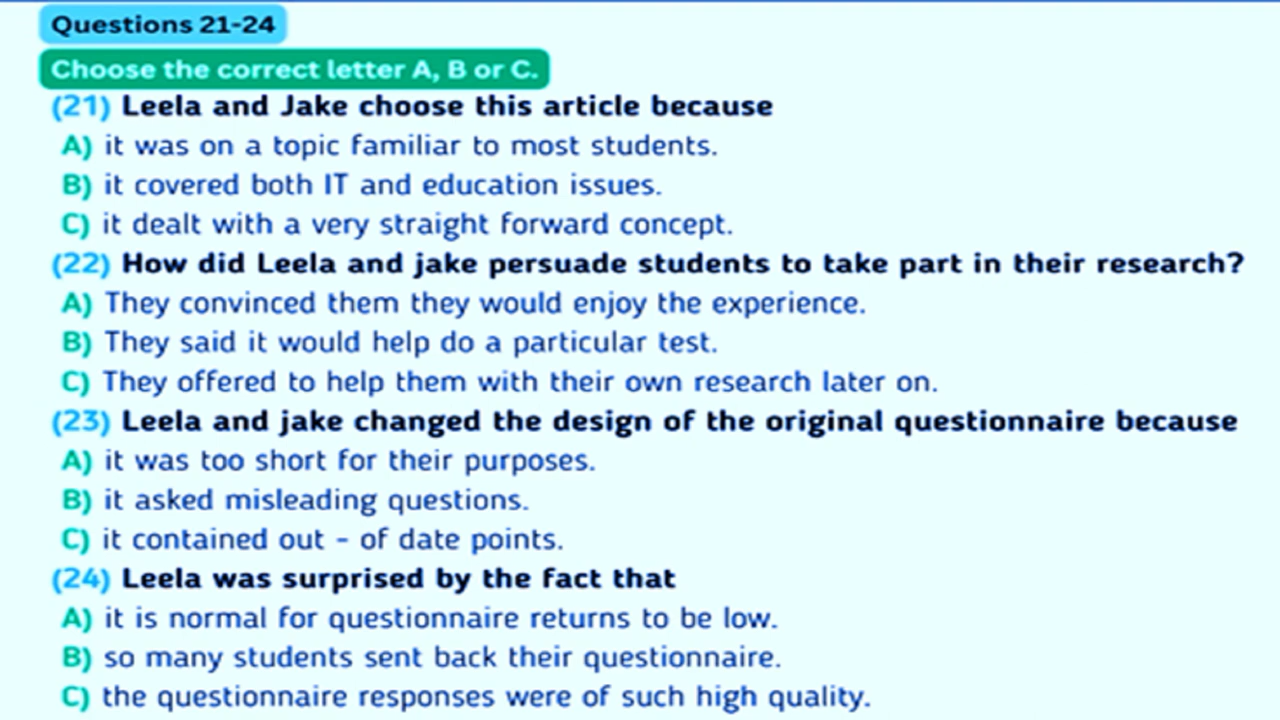 Questions 21-24
Choose the correct letter A, B or C.
(21) Leela and Jake choose this article because
A) it was on a topic familiar to most students.
B) it covered both IT and education issues.
C) it dealt with a very straight forward concept.
(22) How did Leela and jake persuade students to take part in their research?
A) They convinced them they would enjoy the experience.
B) They said it would help do a particular test.
C) They offered to help them with their own research later on.
(23) Leela and jake changed the design of the original questionnaire because
A) it was too short for their purposes.
B) it asked misleading questions.
C) it contained out - of date points.
(24) Leela was surprised by the fact that
A) it is normal for questionnaire returns to be low.
B) so many students sent back their questionnaire.
C) the questionnaire responses were of such high quality.